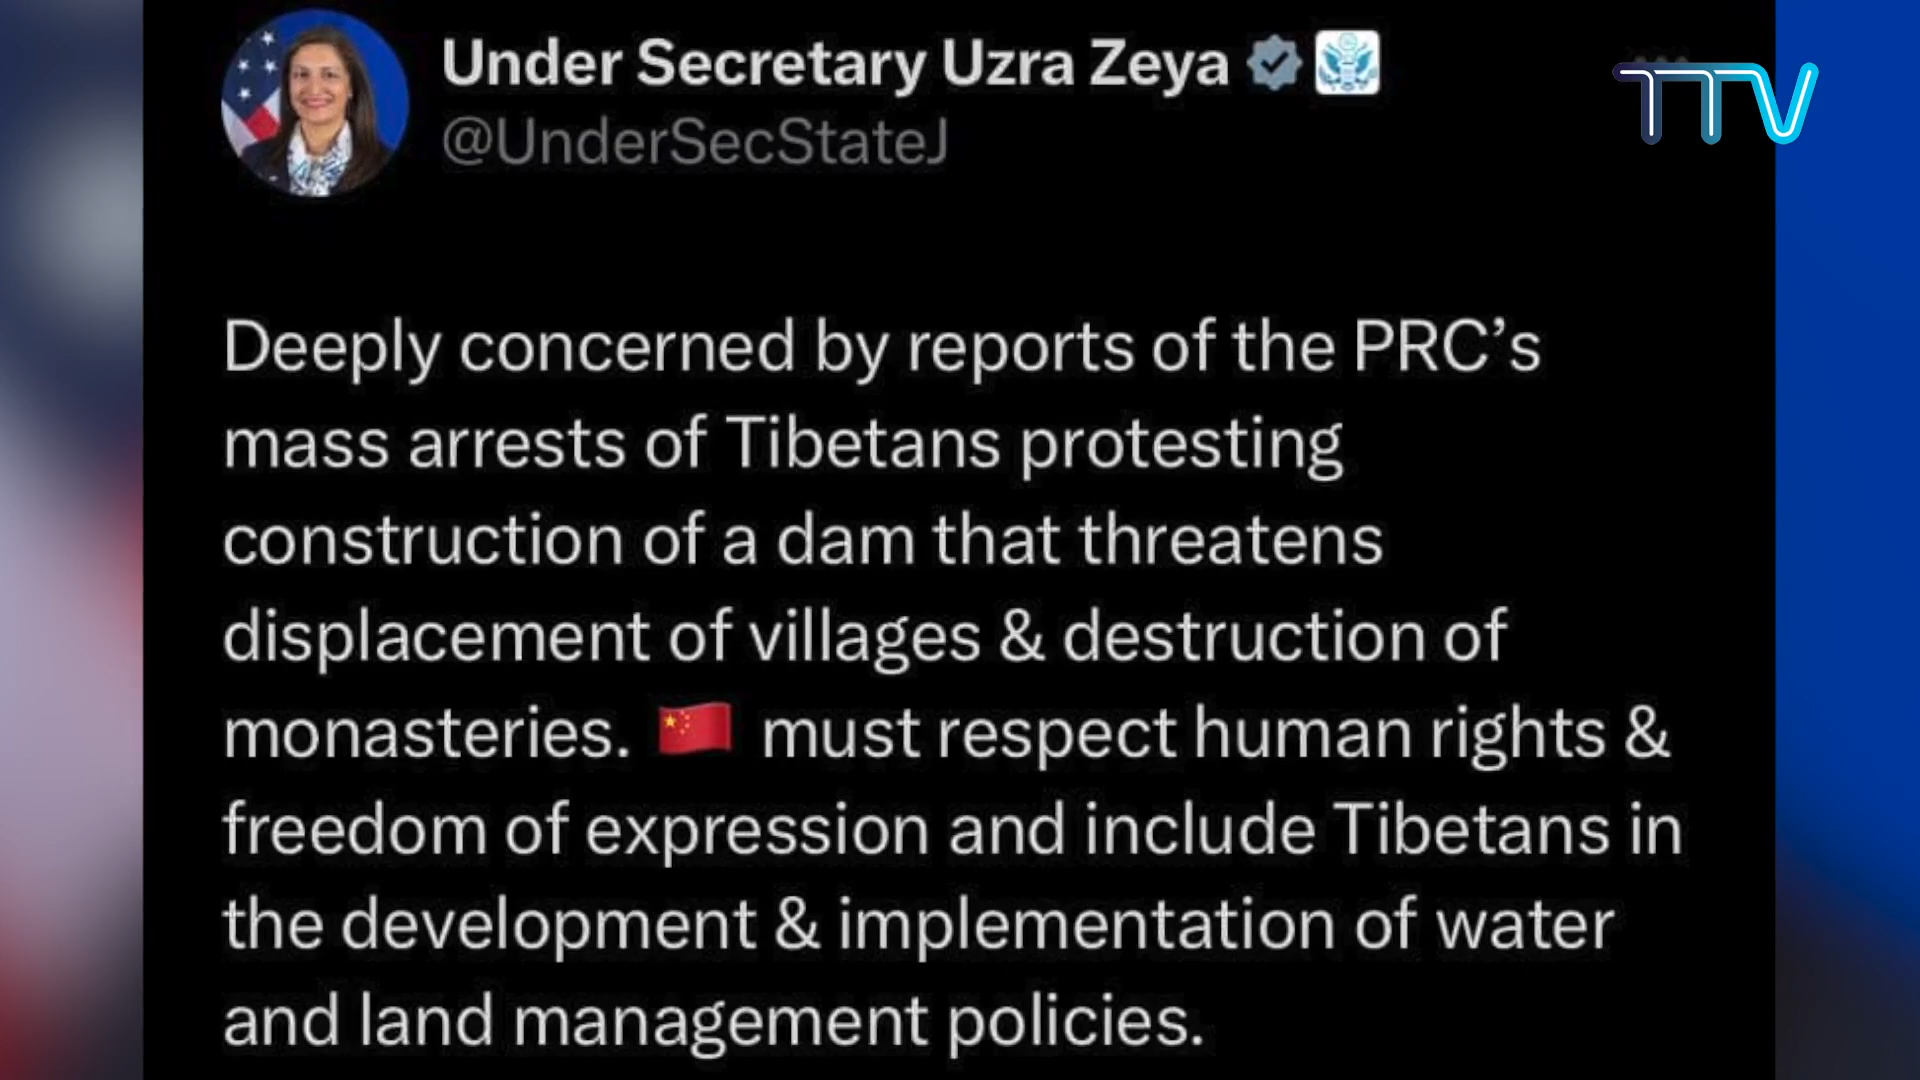 Under Secretary Uzra Zeya
@UnderSecStateJ
TTV
Deeply concerned by reports of the PRC’s
mass arrests of Tibetans protesting
construction of a dam that threatens
displacement of villages & destruction of
monasteries. 🇨🇳 must respect human rights &
freedom of expression and include Tibetans in
the development & implementation of water
and land management policies.